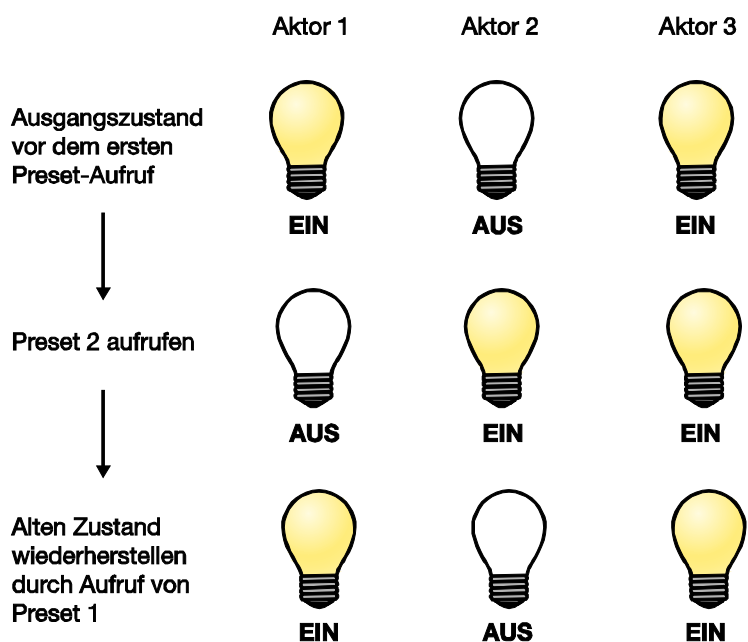 Aktor 1 Aktor 2 Aktor 3
Ausgangszustand
vor dem ersten
Preset-Aufruf
EIN AUS EIN
Preset 2 aufrufen
AUS EIN EIN
Alten Zustand
wiederherstellen
durch Aufruf von
Preset 1
EIN AUS EIN